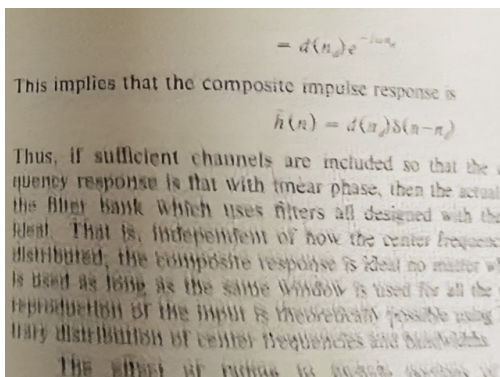 = d(n_d)e^{-jωn_d}
This implies that the composite impulse response is
h̃(n) = d(n_d)δ(n-n_d)
Thus, if sufficient channels are included so that the
quency response is flat with linear phase, then the actual
the filter bank which uses filters all designed with the
ideal. That is, independent of how the center frequenc
distributed, the composite response is ideal no matter w
is used as long as the same window is used for all the
reproduction of the input is theoretically possible using
trary distribution of center frequencies and bandwidths.
The effect of